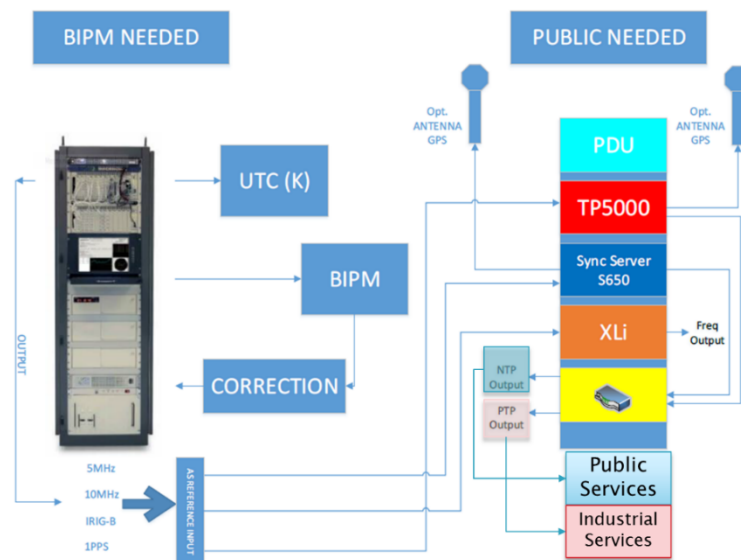 BIPM NEEDED
PUBLIC NEEDED
Opt.
ANTENNA
GPS
Opt.
ANTENNA
GPS
PDU
UTC (K)
TP5000
Sync Server
S650
BIPM
XLi
Freq
Output
OUTPUT
NTP
Output
CORRECTION
PTP
Output
5MHz
10MHz
IRIG-B
1PPS
AS REFERENCE INPUT
Public
Services
Industrial
Services